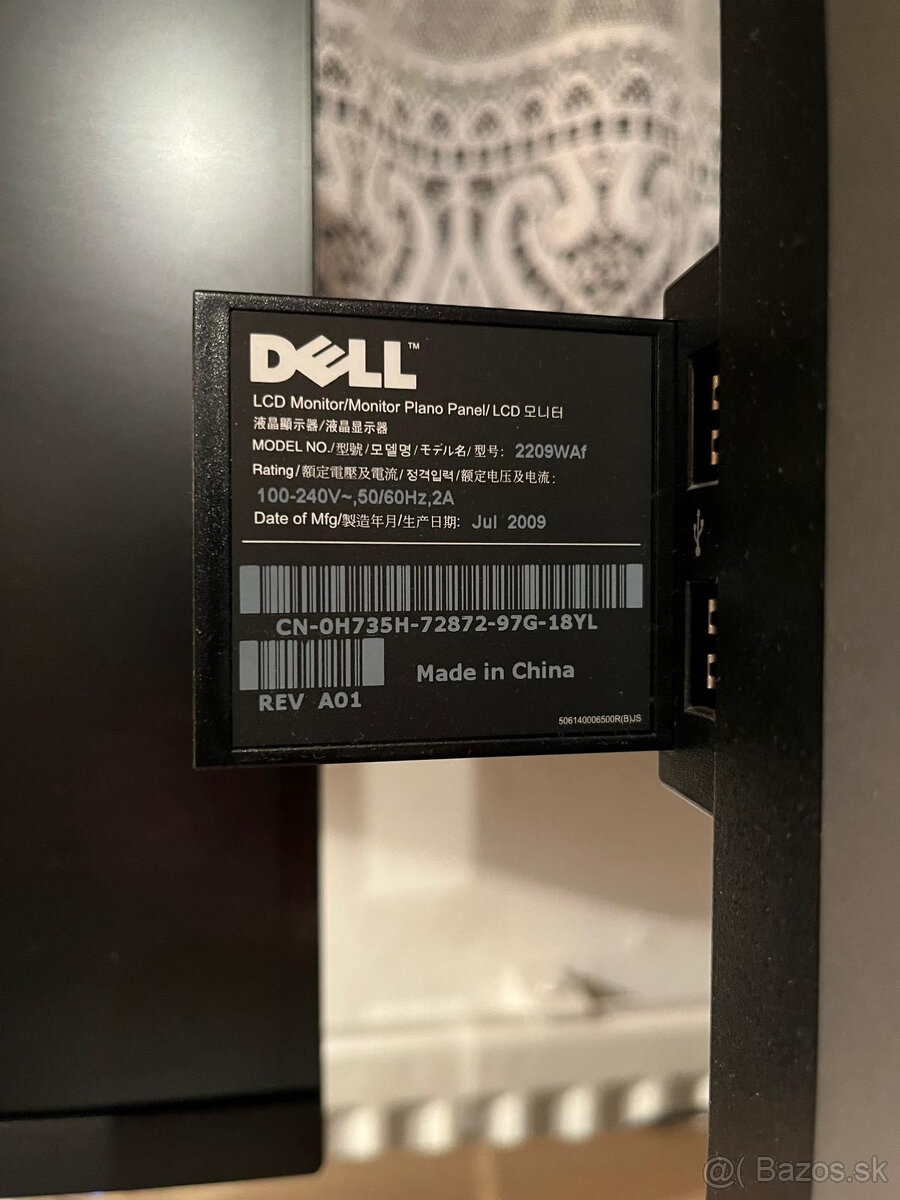 DELL™
LCD Monitor/Monitor Plano Panel/ LCD 모니터
液晶顯示器/液晶显示器
MODEL NO./型號/모델명/モデル名/型号: 2209WAf
Rating/額定電壓及電流/정격입력/额定电压及电流:
100-240V~,50/60Hz,2A
Date of Mfg/製造年月/生产日期: Jul 2009
CN-0H735H-72872-97G-18YL
Made in China
REV A01
506140006500R(B)JS
@( Bazos.sk